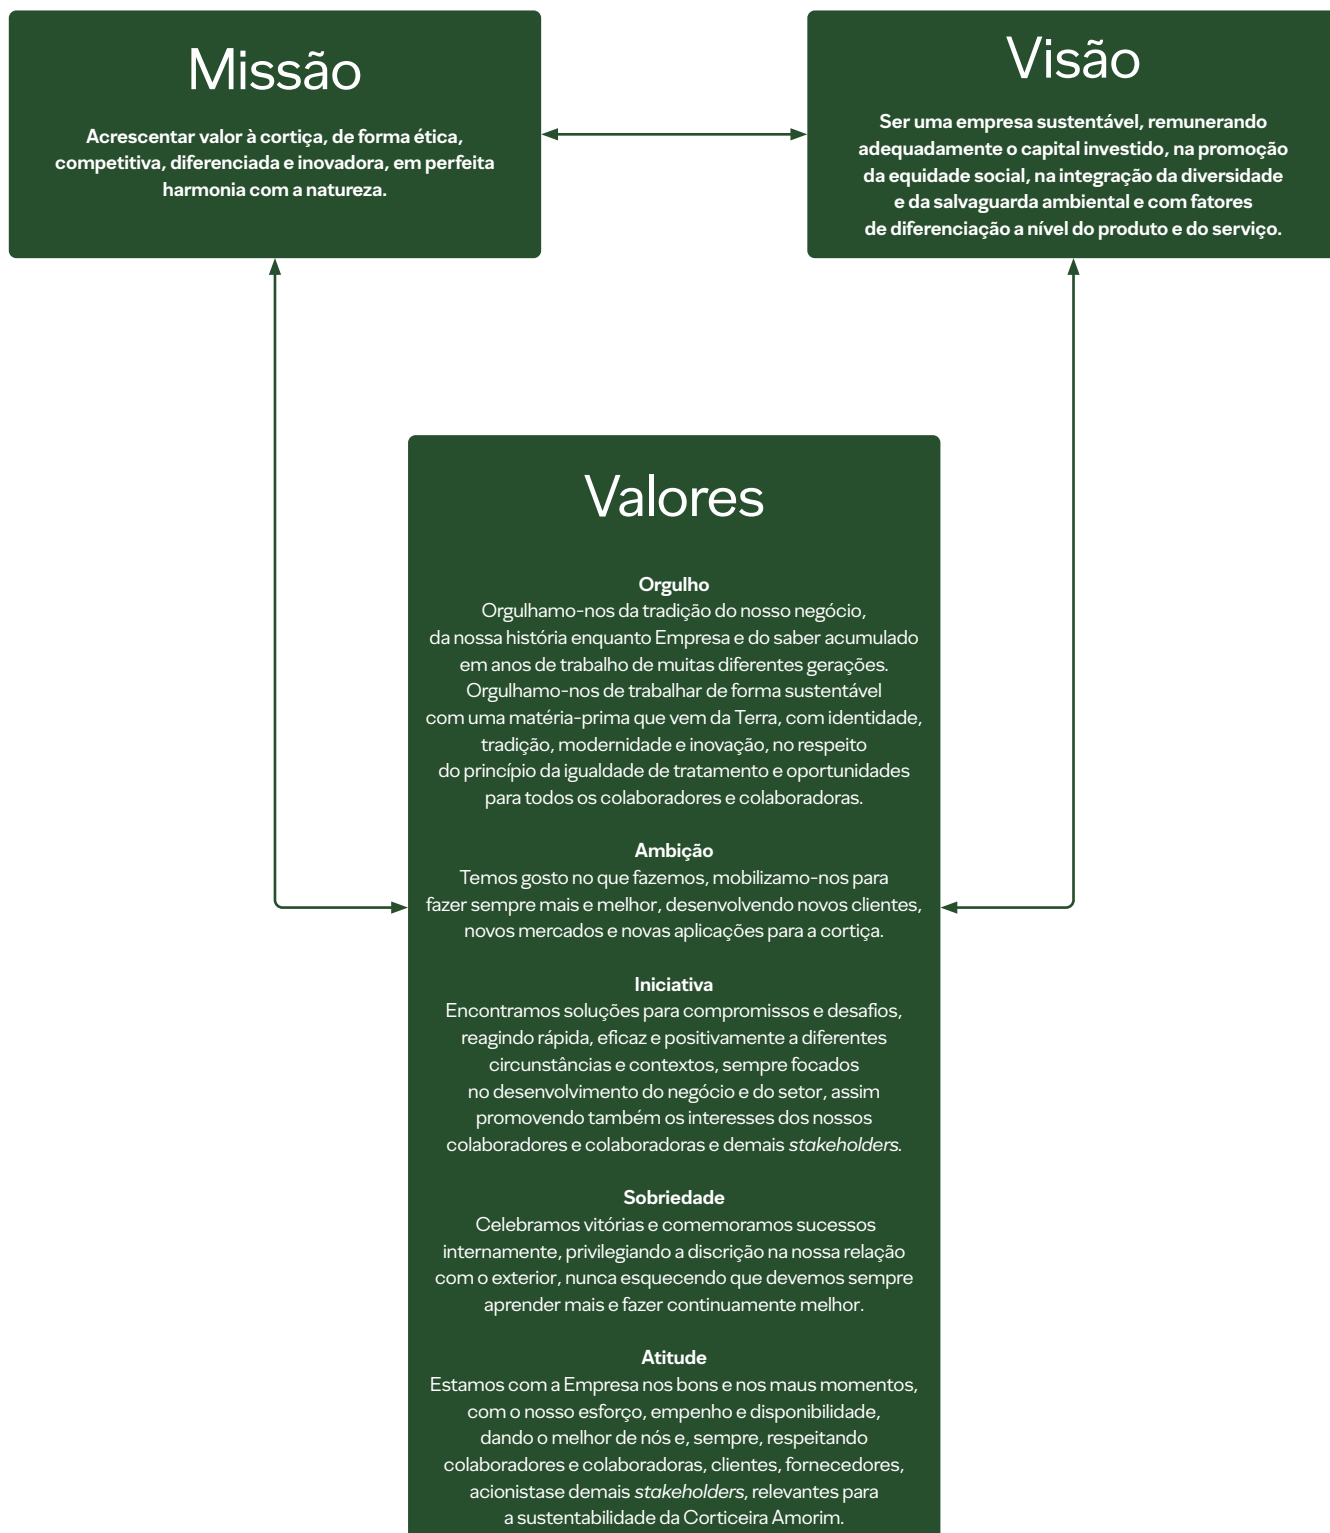 Missão
Acrescentar valor à cortiça, de forma ética,
competitiva, diferenciada e inovadora, em perfeita
harmonia com a natureza.
Visão
Ser uma empresa sustentável, remunerando
adequadamente o capital investido, na promoção
da equidade social, na integração da diversidade
e da salvaguarda ambiental e com fatores
de diferenciação a nível do produto e do serviço.
Valores
Orgulho
Orgulhamo-nos da tradição do nosso negócio,
da nossa história enquanto Empresa e do saber acumulado
em anos de trabalho de muitas diferentes gerações.
Orgulhamo-nos de trabalhar de forma sustentável
com uma matéria-prima que vem da Terra, com identidade,
tradição, modernidade e inovação, no respeito
do princípio da igualdade de tratamento e oportunidades
para todos os colaboradores e colaboradoras.
Ambição
Temos gosto no que fazemos, mobilizamo-nos para
fazer sempre mais e melhor, desenvolvendo novos clientes,
novos mercados e novas aplicações para a cortiça.
Iniciativa
Encontramos soluções para compromissos e desafios,
reagindo rápida, eficaz e positivamente a diferentes
circunstâncias e contextos, sempre focados
no desenvolvimento do negócio e do setor, assim
promovendo também os interesses dos nossos
colaboradores e colaboradoras e demais stakeholders.
Sobriedade
Celebramos vitórias e comemoramos sucessos
internamente, privilegiando a discrição na nossa relação
com o exterior, nunca esquecendo que devemos sempre
aprender mais e fazer continuamente melhor.
Atitude
Estamos com a Empresa nos bons e nos maus momentos,
com o nosso esforço, empenho e disponibilidade,
dando o melhor de nós e, sempre, respeitando
colaboradores e colaboradoras, clientes, fornecedores,
acionistase demais stakeholders, relevantes para
a sustentabilidade da Corticeira Amorim.